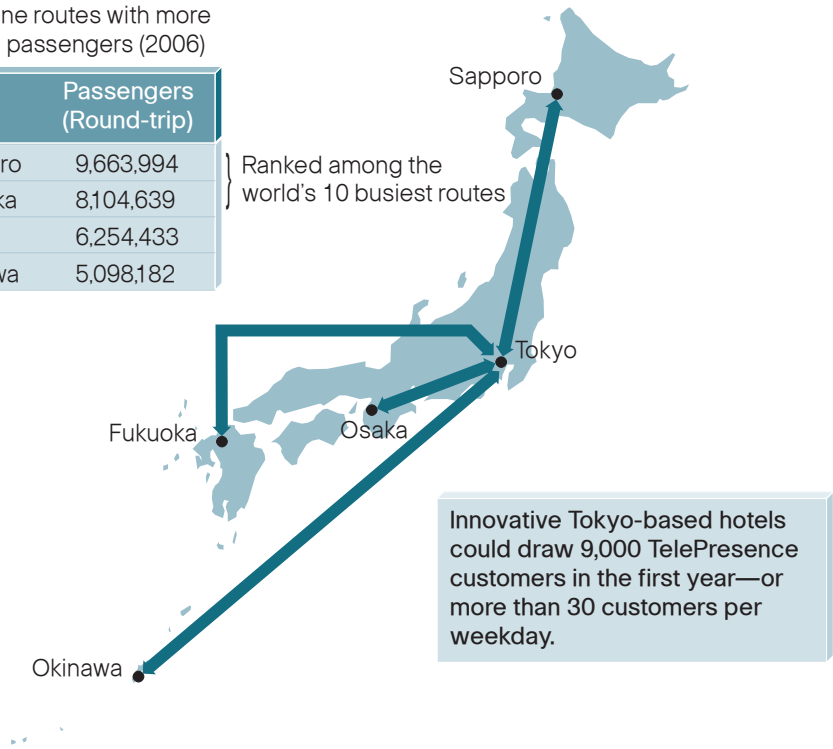 ne routes with more
passengers (2006)
Passengers
(Round-trip)
ro 9,663,994
ka 8,104,639
6,254,433
wa 5,098,182
Ranked among the
world's 10 busiest routes
Sapporo
Tokyo
Fukuoka
Osaka
Okinawa
Innovative Tokyo-based hotels
could draw 9,000 TelePresence
customers in the first year—or
more than 30 customers per
weekday.